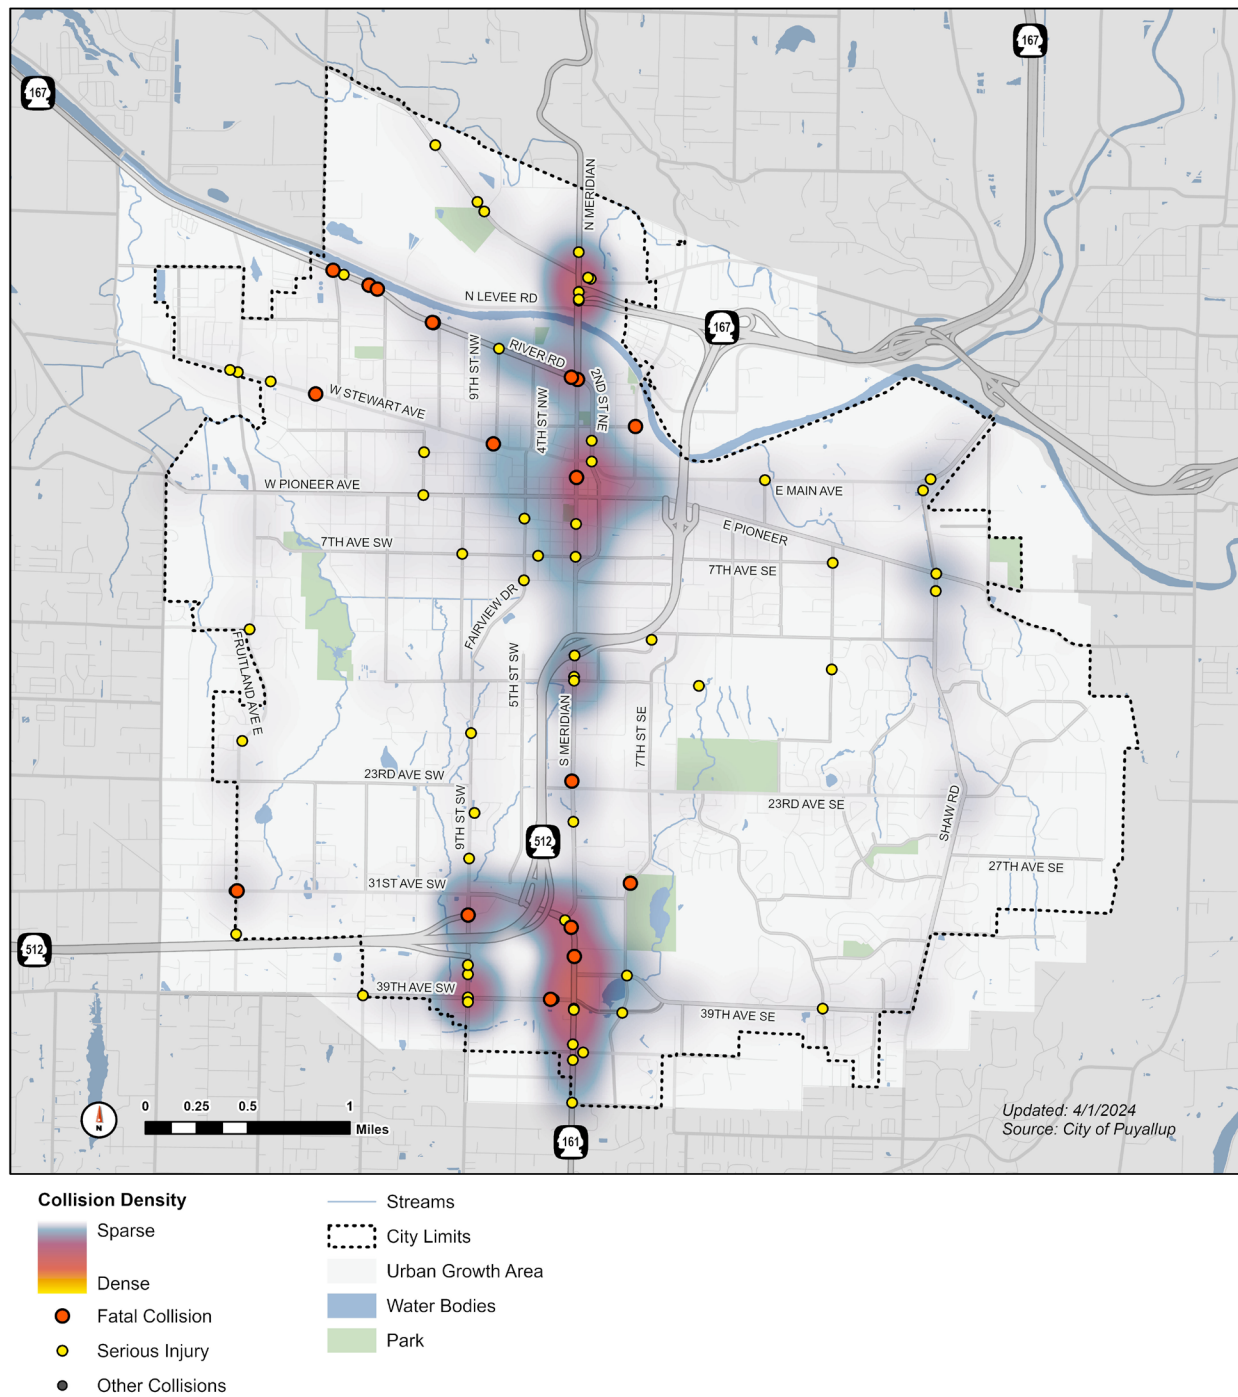 167
167
N MERIDIAN
N LEVEE RD
167
RIVER RD
9TH ST NW
2ND ST NE
W STEWART AVE
4TH ST NW
W PIONEER AVE
E MAIN AVE
E PIONEER
7TH AVE SW
7TH AVE SE
FAIRVIEW DR
FRUITLAND AVE E
5TH ST SW
S MERIDIAN
7TH ST SE
23RD AVE SW
23RD AVE SE
SHAW RD
9TH ST SW
512
27TH AVE SE
31ST AVE SW
512
39TH AVE SW
39TH AVE SE
0 0.25 0.5 1
Miles
N
161
Updated: 4/1/2024
Source: City of Puyallup
Collision Density
Sparse
Dense
Fatal Collision
Serious Injury
Other Collisions
Streams
City Limits
Urban Growth Area
Water Bodies
Park